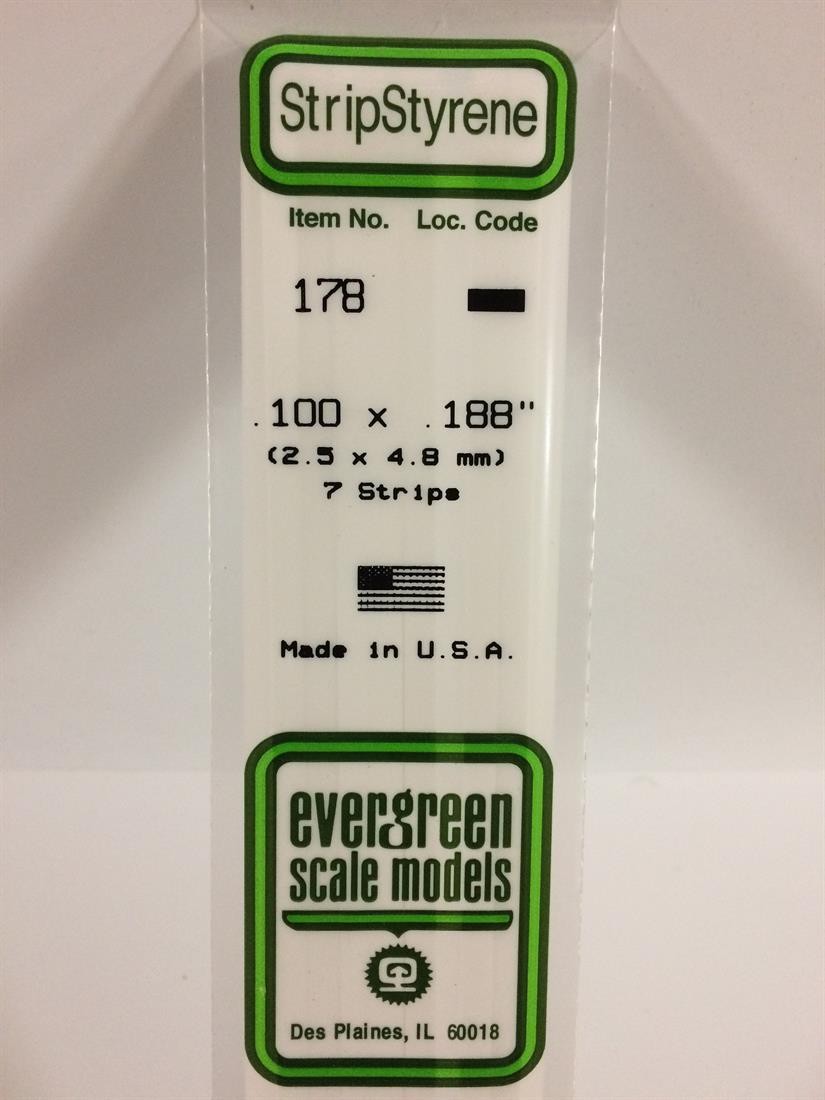 StripStyrene
Item No. Loc. Code
178
.100 x .188"
(2.5 x 4.8 mm)
7 Strips
Made in U.S.A.
evergreen
scale models
Des Plaines, IL 60018